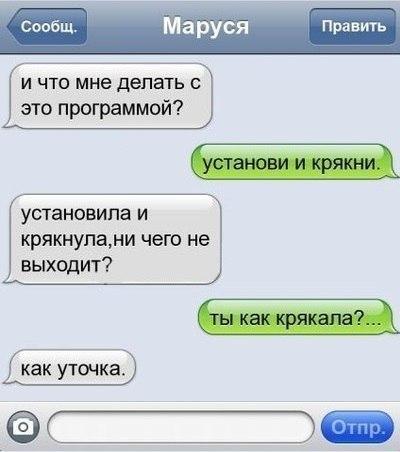 Сообщ.
Маруся
Править
и что мне делать с
это программой?
установи и крякни.
установила и
крякнула,ни чего не
выходит?
ты как крякала?...
как уточка.
Отпр.